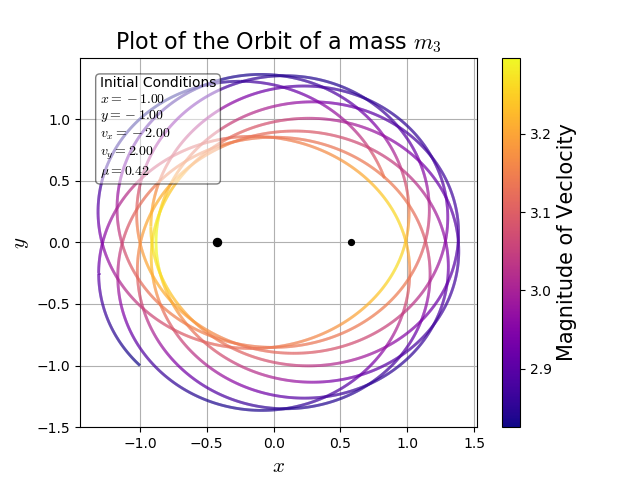 Plot of the Orbit of a mass m₃
Initial Conditions
x = −1.00
y = −1.00
vₓ = −2.00
v_y = 2.00
μ = 0.42
1.0
0.5
0.0
−0.5
−1.0
−1.5
y
−1.0 −0.5 0.0 0.5 1.0 1.5
x
3.2
3.1
3.0
2.9
Magnitude of Veclocity